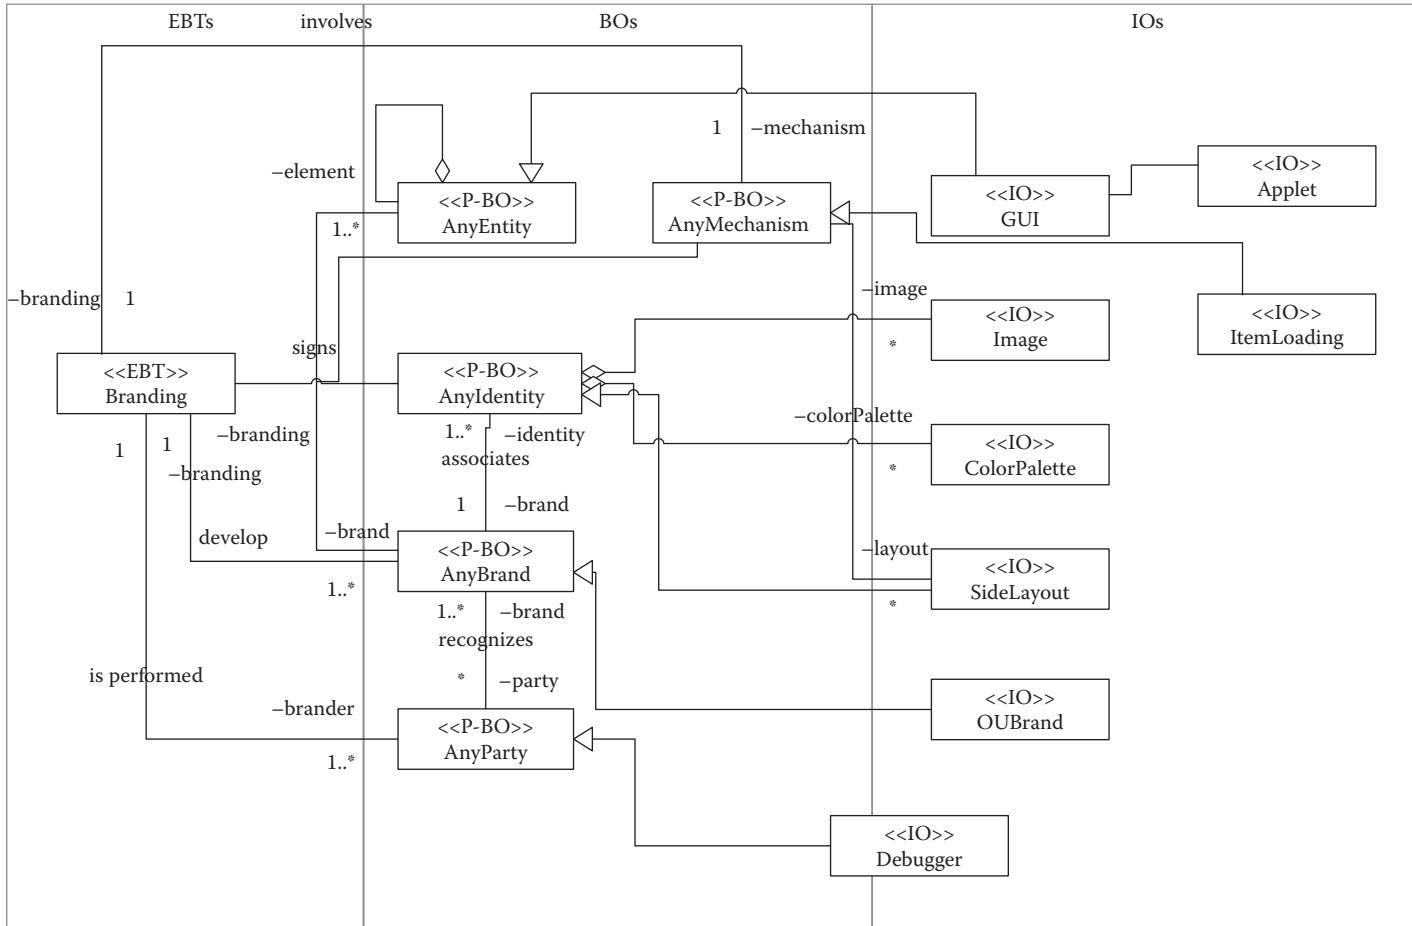 EBTs
involves
BOs
IOs
1
–mechanism
–element
<<P-BO>>
AnyEntity
1..*
<<P-BO>>
AnyMechanism
<<IO>>
GUI
<<IO>>
Applet
–branding
1
–image
*
<<IO>>
Image
<<IO>>
ItemLoading
signs
<<EBT>>
Branding
<<P-BO>>
AnyIdentity
–colorPalette
*
<<IO>>
ColorPalette
1
1
–branding
–branding
1..*
–identity
associates
1
–brand
develop
–brand
1..*
<<P-BO>>
AnyBrand
–layout
*
<<IO>>
SideLayout
1..*
–brand
recognizes
*
–party
is performed
–brander
1..*
<<P-BO>>
AnyParty
<<IO>>
OUBrand
<<IO>>
Debugger